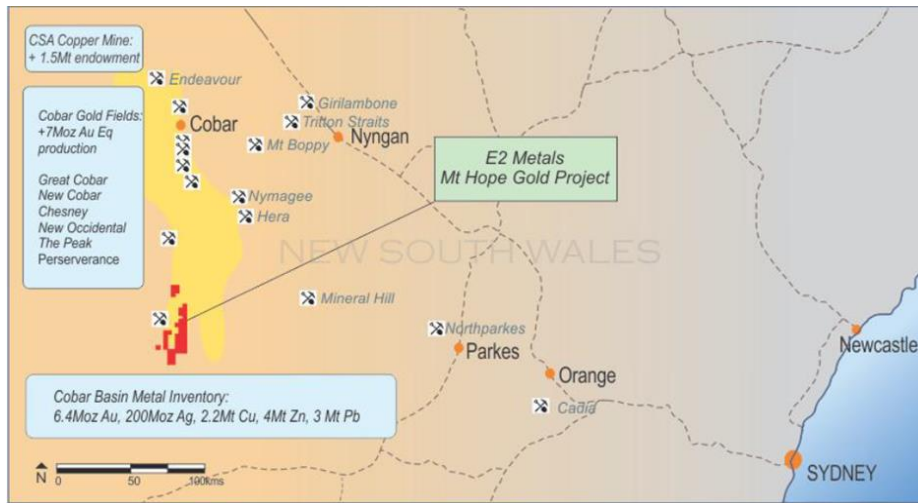 CSA Copper Mine:
+ 1.5Mt endowment
Endeavour
Cobar Gold Fields:
+7Moz Au Eq
production
Great Cobar
New Cobar
Chesney
New Occidental
The Peak
Perserverance
Cobar
Girilambone
Tritton Straits
Mt Boppy
Nyngan
E2 Metals
Mt Hope Gold Project
Nymagee
Hera
NEW SOUTH WALES
Mineral Hill
Northparkes
Parkes
Newcastle
Orange
Cadia
Cobar Basin Metal Inventory:
6.4Moz Au, 200Moz Ag, 2.2Mt Cu, 4Mt Zn, 3 Mt Pb
SYDNEY
N
0 50 100kms